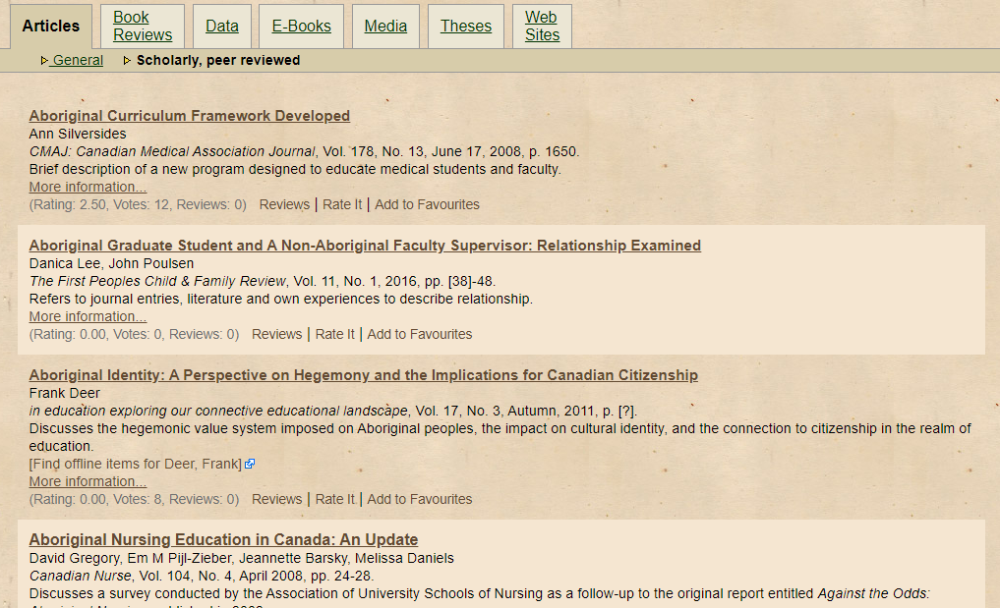 Articles
Book Reviews
Data
E-Books
Media
Theses
Web Sites
General
Scholarly, peer reviewed
Aboriginal Curriculum Framework Developed
Ann Silversides
CMAJ: Canadian Medical Association Journal, Vol. 178, No. 13, June 17, 2008, p. 1650.
Brief description of a new program designed to educate medical students and faculty.
More information...
(Rating: 2.50, Votes: 12, Reviews: 0) Reviews | Rate It | Add to Favourites
Aboriginal Graduate Student and A Non-Aboriginal Faculty Supervisor: Relationship Examined
Danica Lee, John Poulsen
The First Peoples Child & Family Review, Vol. 11, No. 1, 2016, pp. [38]-48.
Refers to journal entries, literature and own experiences to describe relationship.
More information...
(Rating: 0.00, Votes: 0, Reviews: 0) Reviews | Rate It | Add to Favourites
Aboriginal Identity: A Perspective on Hegemony and the Implications for Canadian Citizenship
Frank Deer
in education exploring our connective educational landscape, Vol. 17, No. 3, Autumn, 2011, p. [?].
Discusses the hegemonic value system imposed on Aboriginal peoples, the impact on cultural identity, and the connection to citizenship in the realm of
education.
[Find offline items for Deer, Frank]
More information...
(Rating: 0.00, Votes: 8, Reviews: 0) Reviews | Rate It | Add to Favourites
Aboriginal Nursing Education in Canada: An Update
David Gregory, Em M Pijl-Zieber, Jeannette Barsky, Melissa Daniels
Canadian Nurse, Vol. 104, No. 4, April 2008, pp. 24-28.
Discusses a survey conducted by the Association of University Schools of Nursing as a follow-up to the original report entitled Against the Odds: